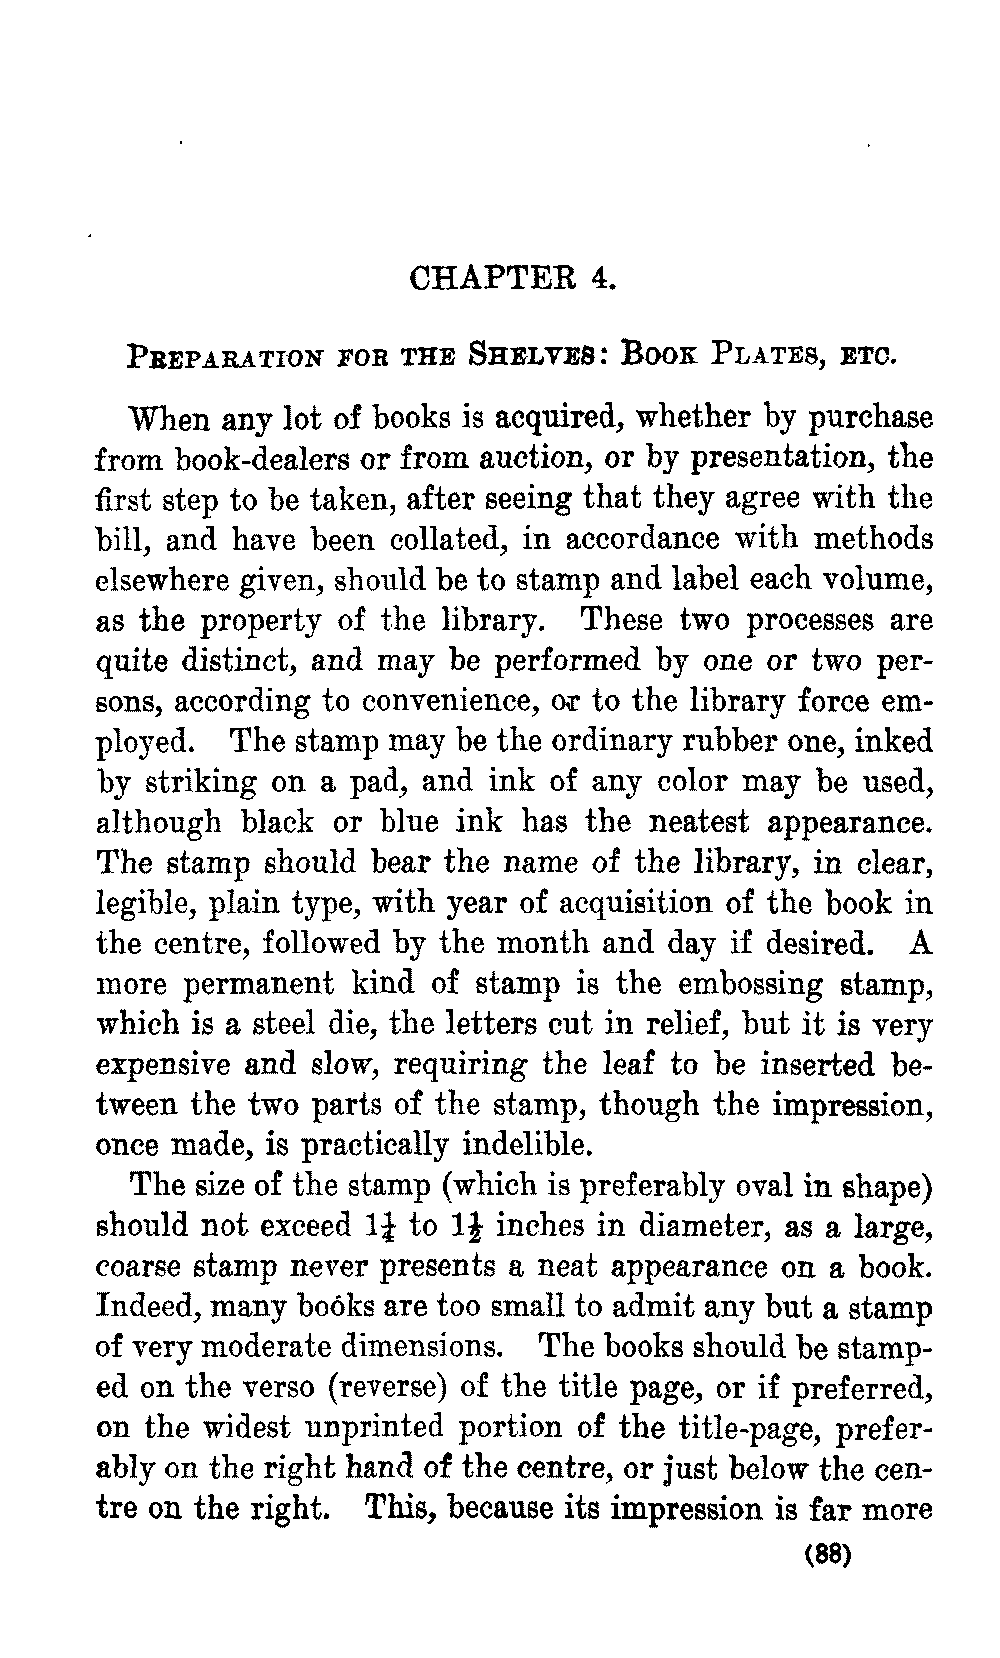 CHAPTER 4.
PREPARATION FOR THE SHELVES: BOOK PLATES, ETC.
When any lot of books is acquired, whether by purchase
from book-dealers or from auction, or by presentation, the
first step to be taken, after seeing that they agree with the
bill, and have been collated, in accordance with methods
elsewhere given, should be to stamp and label each volume,
as the property of the library. These two processes are
quite distinct, and may be performed by one or two per-
sons, according to convenience, or to the library force em-
ployed. The stamp may be the ordinary rubber one, inked
by striking on a pad, and ink of any color may be used,
although black or blue ink has the neatest appearance.
The stamp should bear the name of the library, in clear,
legible, plain type, with year of acquisition of the book in
the centre, followed by the month and day if desired. A
more permanent kind of stamp is the embossing stamp,
which is a steel die, the letters cut in relief, but it is very
expensive and slow, requiring the leaf to be inserted be-
tween the two parts of the stamp, though the impression,
once made, is practically indelible.
The size of the stamp (which is preferably oval in shape)
should not exceed 1¼ to 1½ inches in diameter, as a large,
coarse stamp never presents a neat appearance on a book.
Indeed, many books are too small to admit any but a stamp
of very moderate dimensions. The books should be stamp-
ed on the verso (reverse) of the title page, or if preferred,
on the widest unprinted portion of the title-page, prefer-
ably on the right hand of the centre, or just below the cen-
tre on the right. This, because its impression is far more
(88)